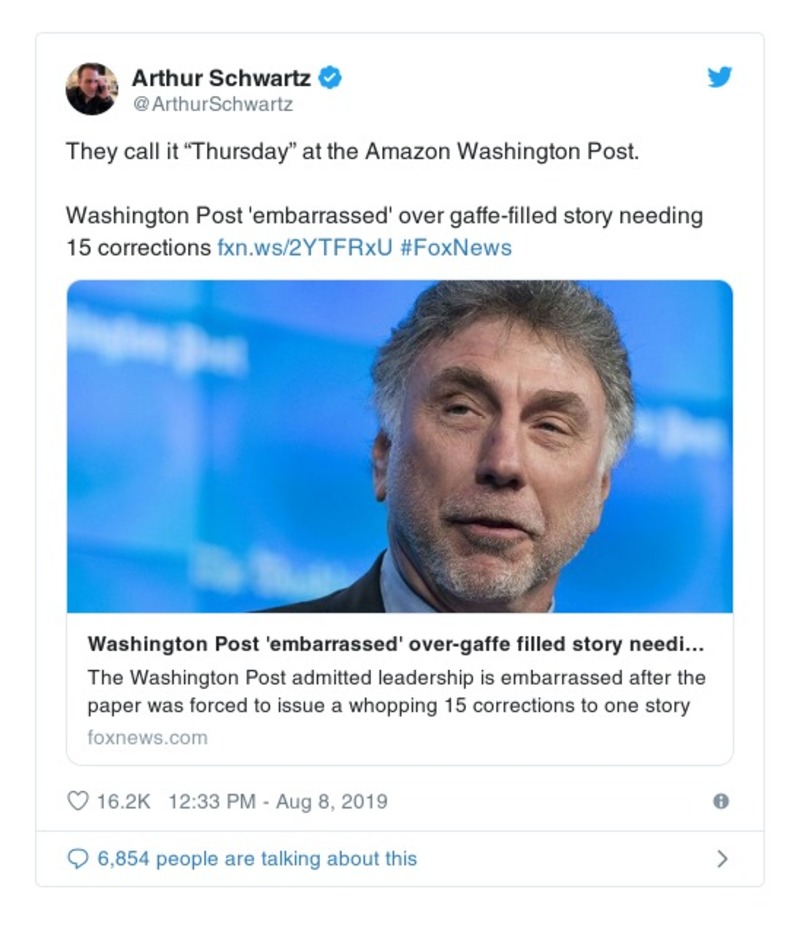 Arthur Schwartz
@ArthurSchwartz
They call it “Thursday” at the Amazon Washington Post.
Washington Post 'embarrassed' over gaffe-filled story needing
15 corrections fxn.ws/2YTFRxU #FoxNews
Washington Post 'embarrassed' over-gaffe filled story needi...
The Washington Post admitted leadership is embarrassed after the
paper was forced to issue a whopping 15 corrections to one story
foxnews.com
16.2K 12:33 PM - Aug 8, 2019
6,854 people are talking about this